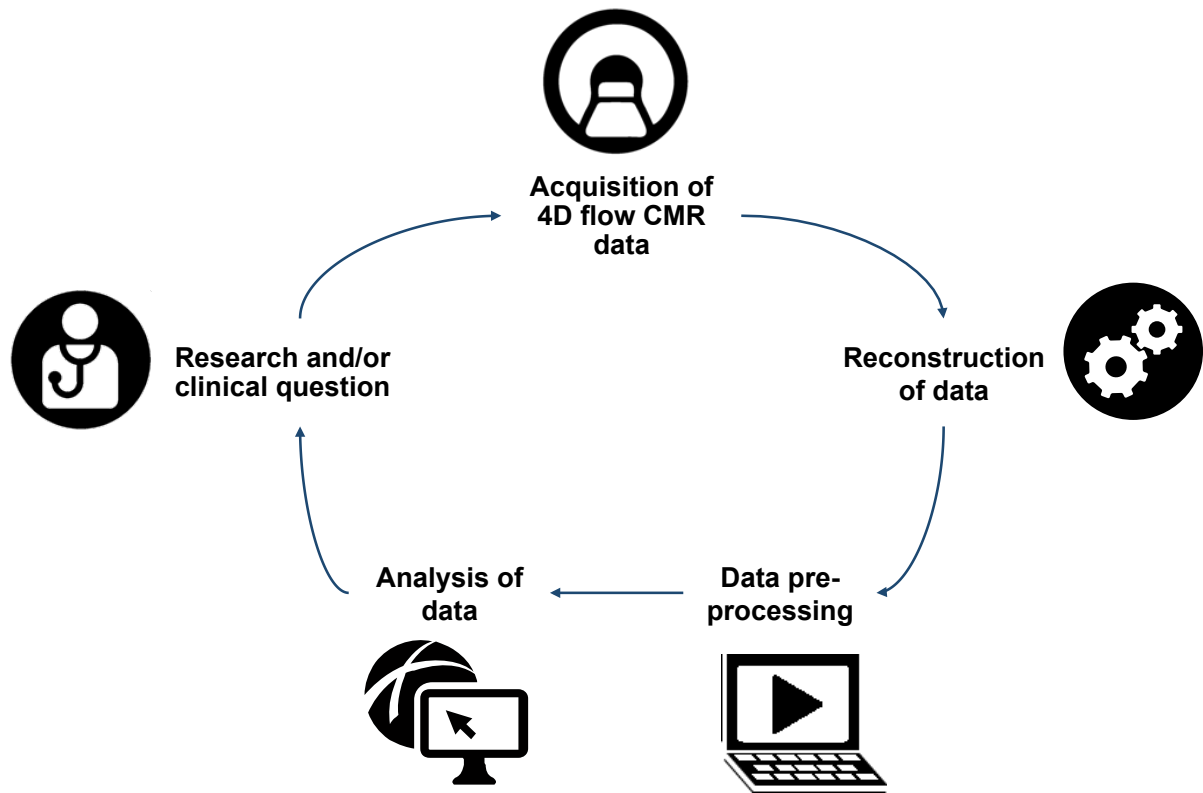 Acquisition of
4D flow CMR
data
Research and/or
clinical question
Reconstruction
of data
Analysis of
data
Data pre-
processing